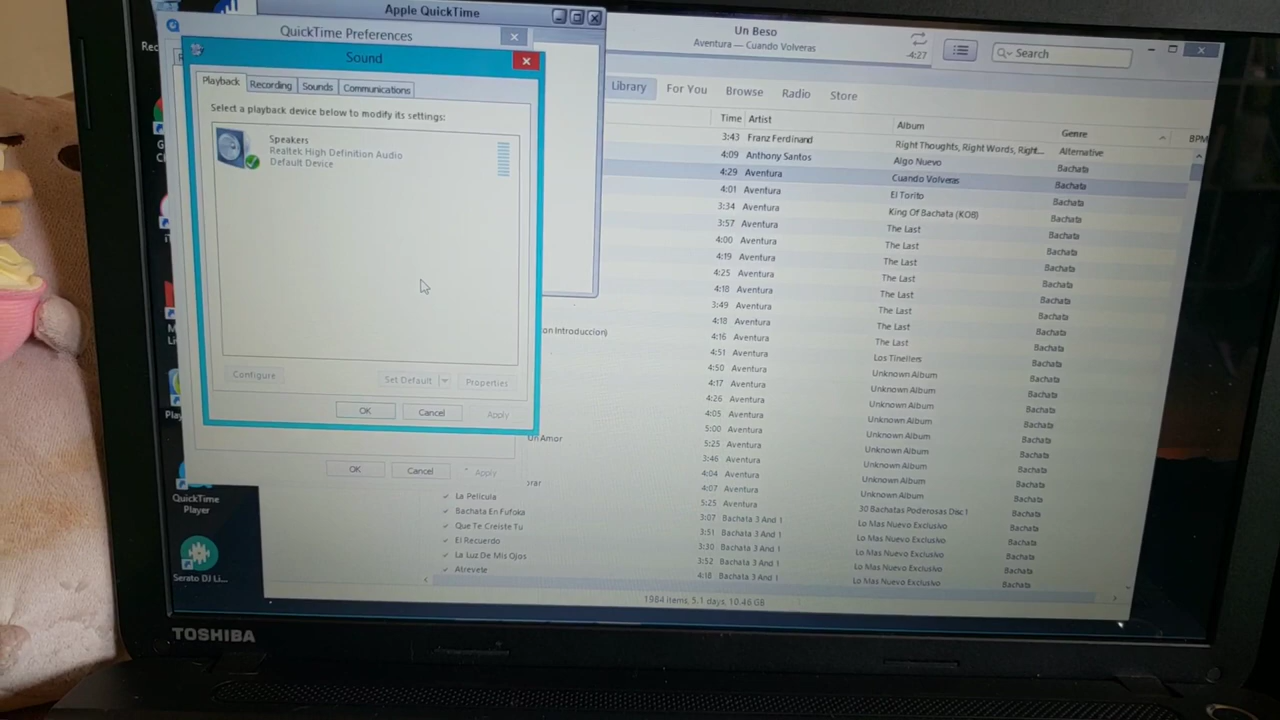 Apple QuickTime
QuickTime Preferences
Sound
Playback
Recording
Sounds
Communications
Select a playback device below to modify its settings:
Speakers
Realtek High Definition Audio
Default Device
Configure
Set Default
Properties
OK
Cancel
Apply
OK
Cancel
Apply
Un Beso
Aventura — Cuando Volveras
-4:27
Search
Library
For You
Browse
Radio
Store
Time Artist Album Genre BPM
3:43 Franz Ferdinand Right Thoughts, Right Words, Right... Alternative
4:09 Anthony Santos Algo Nuevo Bachata
4:29 Aventura Cuando Volveras Bachata
4:01 Aventura El Torito Bachata
3:34 Aventura King Of Bachata (KOB) Bachata
3:57 Aventura The Last Bachata
4:00 Aventura The Last Bachata
4:19 Aventura The Last Bachata
4:25 Aventura The Last Bachata
4:18 Aventura The Last Bachata
3:49 Aventura The Last Bachata
4:18 Aventura The Last Bachata
on Introduccion) 4:16 Aventura The Last Bachata
4:51 Aventura Los Tinellers Bachata
4:50 Aventura Unknown Album Bachata
4:17 Aventura Unknown Album Bachata
4:26 Aventura Unknown Album Bachata
4:05 Aventura Unknown Album Bachata
5:00 Aventura Unknown Album Bachata
Un Amor 5:25 Aventura Unknown Album Bachata
3:46 Aventura Unknown Album Bachata
4:04 Aventura Unknown Album Bachata
rar 4:07 Aventura Unknown Album Bachata
La Pelicula 5:25 Aventura 30 Bachatas Poderosas Disc 1 Bachata
Bachata En Fukoka 3:07 Bachata 3 And 1 Lo Mas Nuevo Exclusivo Bachata
Que Te Creiste Tu 3:51 Bachata 3 And 1 Lo Mas Nuevo Exclusivo Bachata
El Recuerdo 3:30 Bachata 3 And 1 Lo Mas Nuevo Exclusivo Bachata
La Luz De Mis Ojos 3:52 Bachata 3 And 1 Lo Mas Nuevo Exclusivo Bachata
Atrevete 4:18 Bachata 3 And 1 Lo Mas Nuevo Exclusivo Bachata
1984 items, 5.1 days, 10.46 GB
Rec
Play
QuickTime
Player
Serato DJ Li...
TOSHIBA